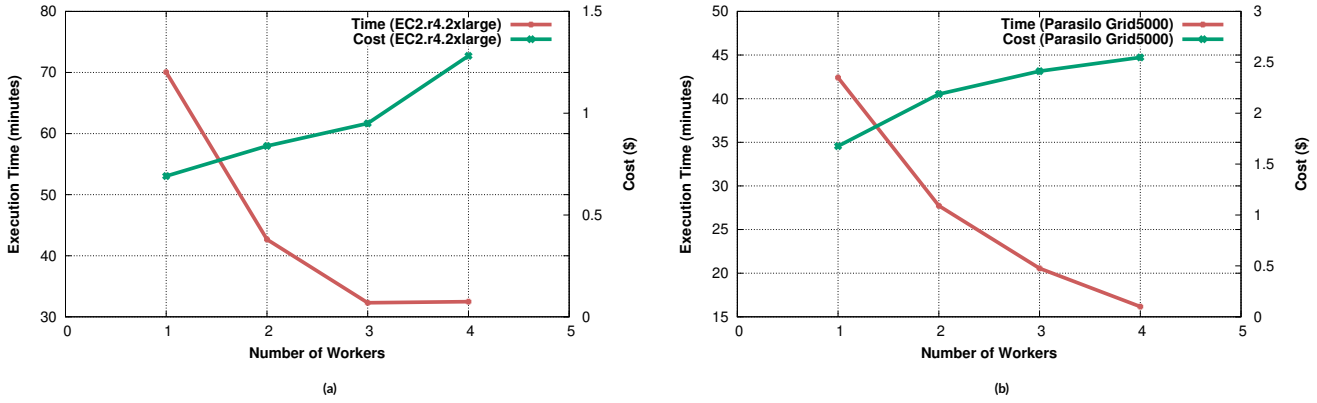 Time (EC2.r4.2xlarge)
Cost (EC2.r4.2xlarge)
Execution Time (minutes)
80
70
60
50
40
30
1.5
1
0.5
0
Cost ($)
0 1 2 3 4 5
Number of Workers
(a)
Time (Parasilo Grid5000)
Cost (Parasilo Grid5000)
Execution Time (minutes)
50
45
40
35
30
25
20
15
3
2.5
2
1.5
1
0.5
0
Cost ($)
0 1 2 3 4 5
Number of Workers
(b)